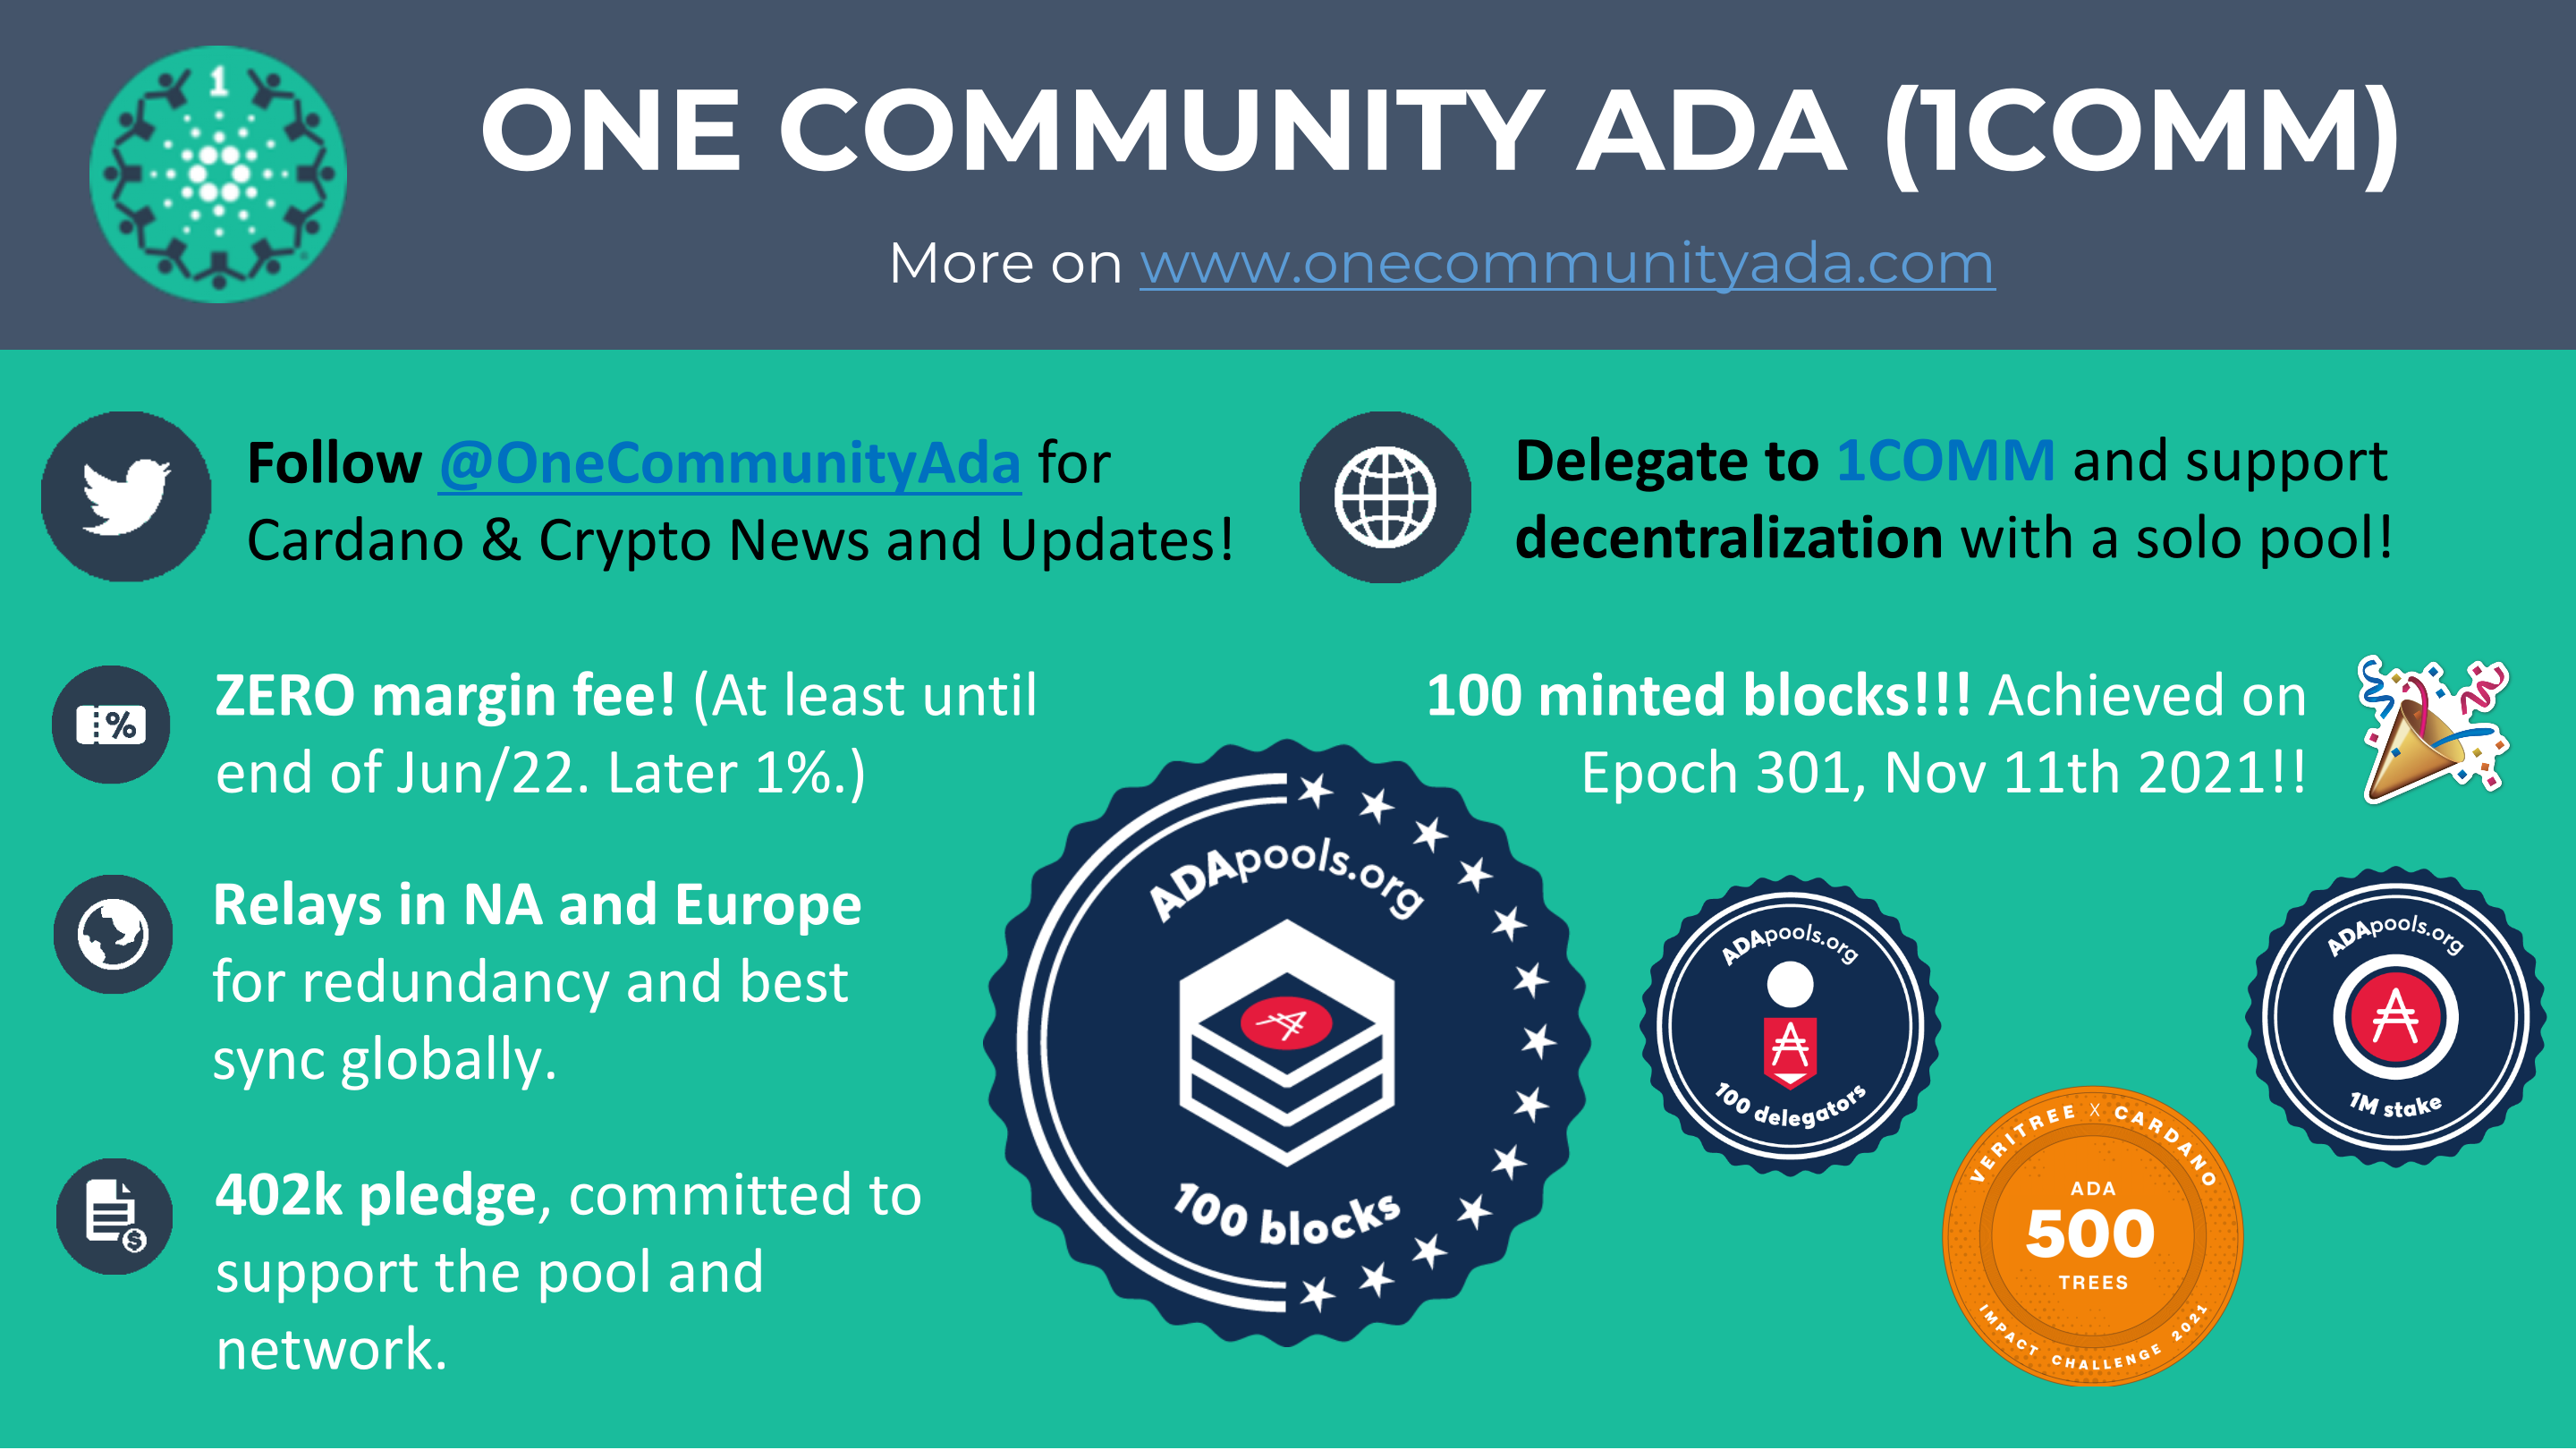 1
ONE COMMUNITY ADA (1COMM)
More on www.onecommunityada.com
Follow @OneCommunityAda for
Cardano & Crypto News and Updates!
Delegate to 1COMM and support
decentralization with a solo pool!
ZERO margin fee! (At least until
end of Jun/22. Later 1%.)
100 minted blocks!!! Achieved on
Epoch 301, Nov 11th 2021!!
Relays in NA and Europe
for redundancy and best
sync globally.
402k pledge, committed to
support the pool and
network.
ADApools.org
100 blocks
ADApools.org
100 delegators
VERITREE X CARDANO
ADA
500
TREES
IMPACT CHALLENGE 2021
ADApools.org
1M stake